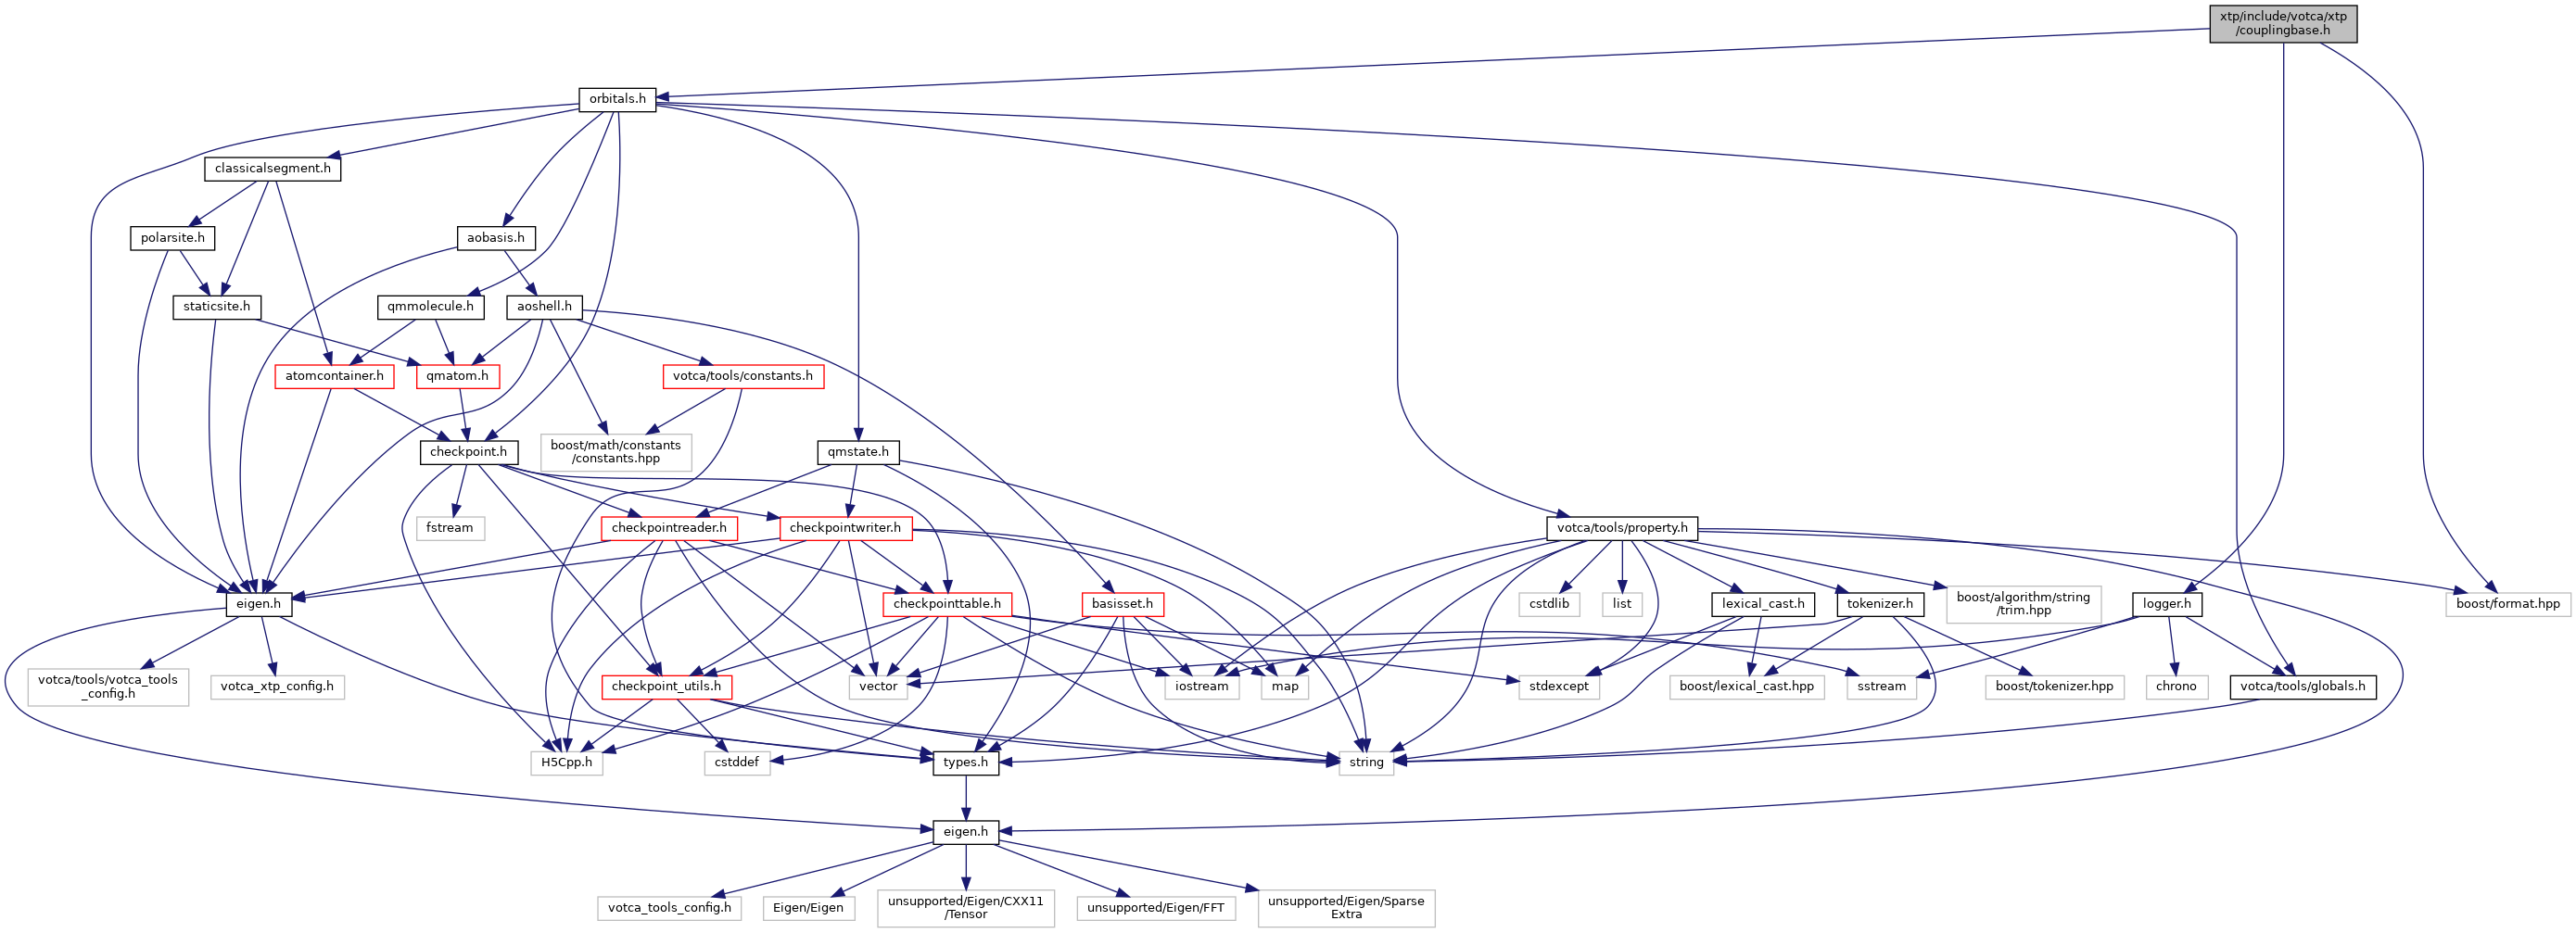 xtp/include/votca/xtp
/couplingbase.h
orbitals.h
classicalsegment.h
polarsite.h
aobasis.h
staticsite.h
qmmolecule.h
aoshell.h
atomcontainer.h
qmatom.h
votca/tools/constants.h
checkpoint.h
boost/math/constants
/constants.hpp
qmstate.h
fstream
checkpointreader.h
checkpointwriter.h
votca/tools/property.h
eigen.h
checkpointtable.h
basisset.h
cstdlib
list
lexical_cast.h
tokenizer.h
boost/algorithm/string
/trim.hpp
logger.h
boost/format.hpp
votca/tools/votca_tools
_config.h
votca_xtp_config.h
checkpoint_utils.h
vector
iostream
map
stdexcept
boost/lexical_cast.hpp
sstream
boost/tokenizer.hpp
chrono
votca/tools/globals.h
H5Cpp.h
cstddef
types.h
string
eigen.h
votca_tools_config.h
Eigen/Eigen
unsupported/Eigen/CXX11
/Tensor
unsupported/Eigen/FFT
unsupported/Eigen/Sparse
Extra